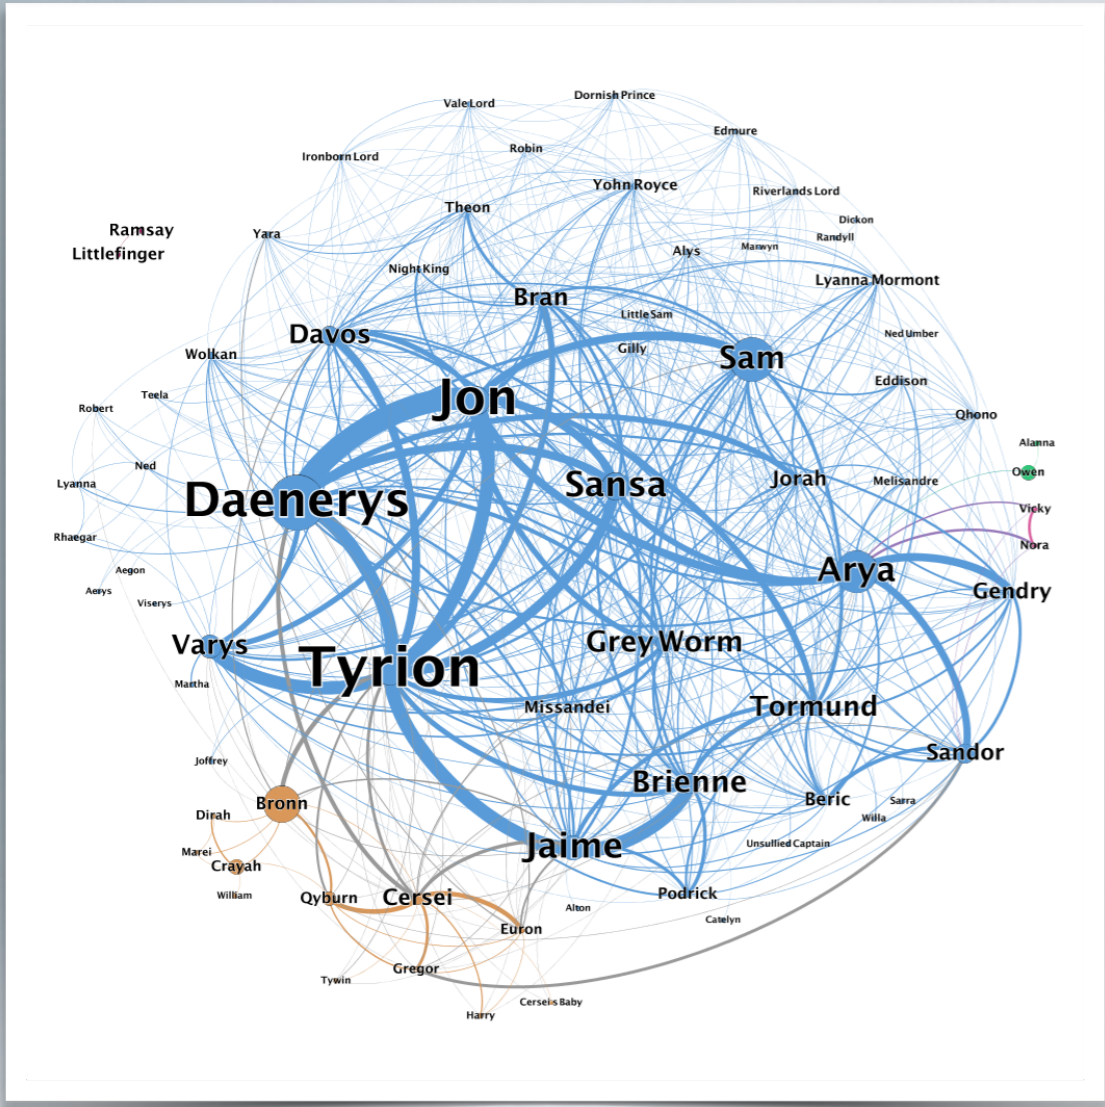 Dornish Prince
Vale Lord
Edmure
Robin
Ironborn Lord
Yohn Royce
Riverlands Lord
Theon
Dickon
Ramsay
Yara
Randyll
Marwyn
Alys
Littlefinger
Night King
Lyanna Mormont
Bran
Little Sam
Davos
Ned Umber
Gilly
Wolkan
Sam
Eddison
Teela
Jon
Robert
Qhono
Alanna
Ned
Owen
Jorah
Melisandre
Lyanna
Sansa
Daenerys
Vicky
Rhaegar
Nora
Aegon
Arya
Aerys
Gendry
Viserys
Grey Worm
Varys
Tyrion
Martha
Missandei
Tormund
Sandor
Joffrey
Brienne
Beric
Sarra
Bronn
Dirah
Willa
Unsullied Captain
Jaime
Marei
Crayah
Podrick
William
Qyburn
Cersei
Alton
Catelyn
Euron
Gregor
Tywin
Cersei s Baby
Harry